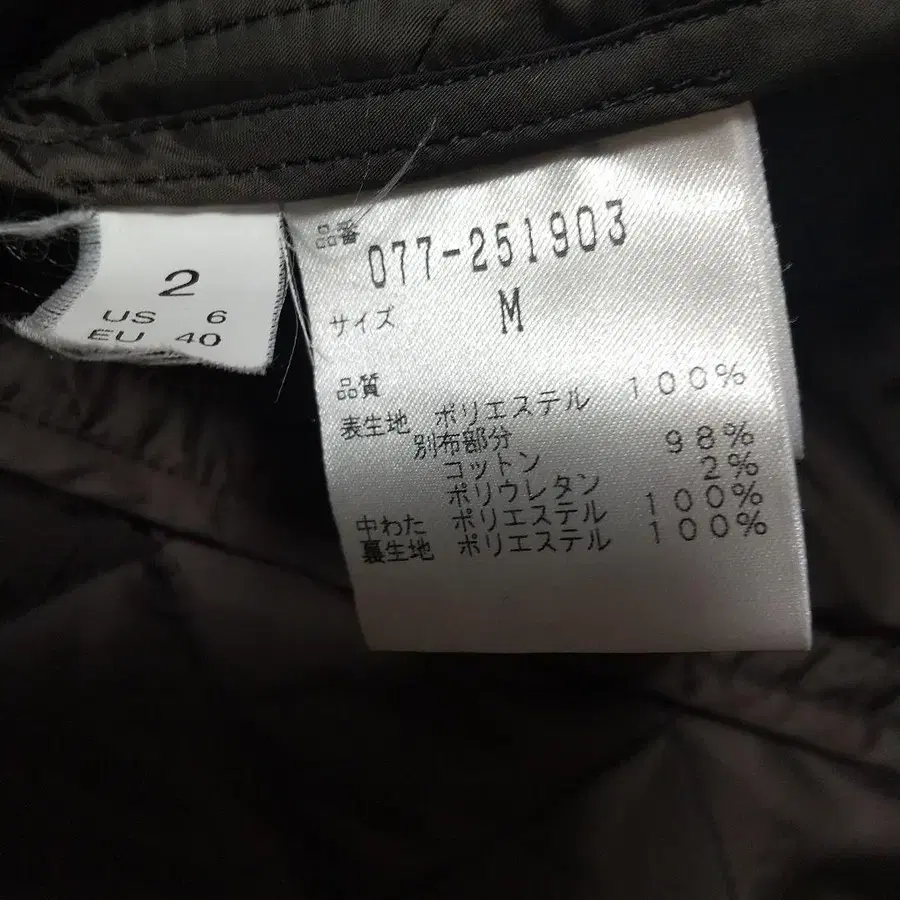 2
US 6
EU 40
品番
077-251903
サイズ M
品質
表生地 ポリエステル 100%
別布部分
コットン 98%
ポリウレタン 2%
中わた ポリエステル 100%
裏生地 ポリエステル 100%